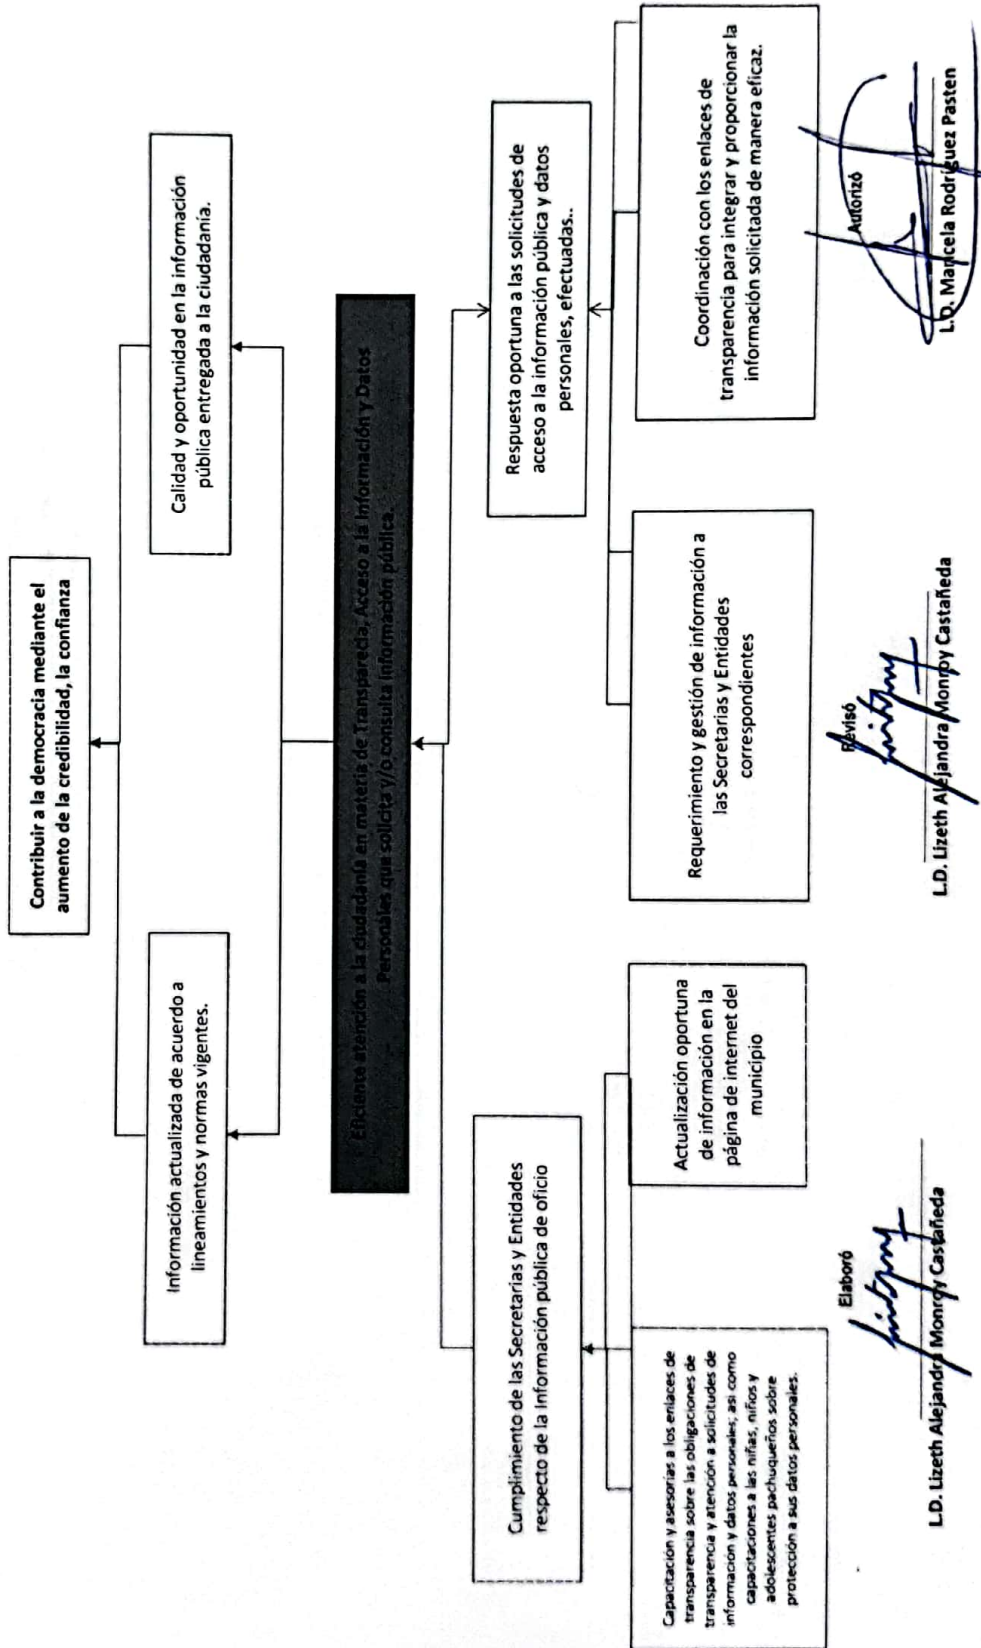 Contribuir a la democracia mediante el
aumento de la credibilidad, la confianza
Información actualizada de acuerdo a
lineamientos y normas vigentes.
Calidad y oportunidad en la información
pública entregada a la ciudadanía.
Eficiente atención a la ciudadanía en materia de Transpareda, Acceso a la Información y Datos
Personales que solicita y/o consulta información pública.
Cumplimiento de las Secretarias y Entidades
respecto de la Información pública de oficio
Respuesta oportuna a las solicitudes de
acceso a la información pública y datos
personales, efectuadas..
Capacitación y asesorias a los enlaces de
transparencia sobre las obligaciones de
transparencia y atención a solicitudes de
información y datos personales; asi como
capacitaciones a las niñas, niños y
adolescentes pachuqueños sobre
protección a sus datos personales.
Actualización oportuna
de información en la
página de internet del
municipio
Requerimiento y gestión de información a
las Secretarias y Entidades
correspondientes
Coordinación con los enlaces de
transparencia para integrar y proporcionar la
información solicitada de manera eficaz.
Elaboró
L.D. Lizeth Alejandra Monroy Castañeda
Revisó
L.D. Lizeth Alejandra Monroy Castañeda
Autorizó
L.D. Maricela Rodríguez Pasten